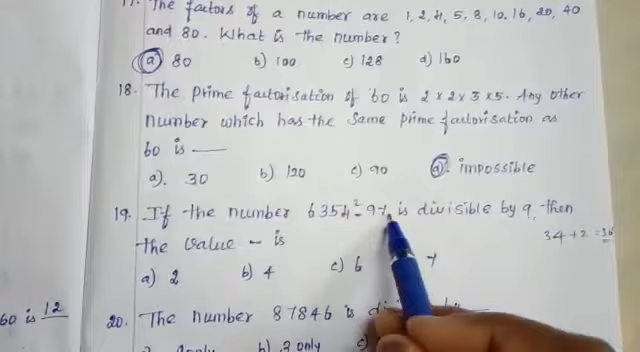 17. The factors of a number are 1, 2, 4, 5, 8, 10, 16, 20, 40
and 80. What is the number?
a) 80 b) 100 c) 128 d) 160
18. The prime factorisation of 60 is 2 x 2 x 3 x 5. Any other
number which has the same prime factorisation as
60 is —
a). 30 b) 120 c) 90 d). impossible
19. If the number 6354 2 - 97 is divisible by 9, then
34 + 2 = 36
the value - is
a) 2 b) 4 c) 6 7
60 is 12
20. The number 87846 is
b) 3 only c)